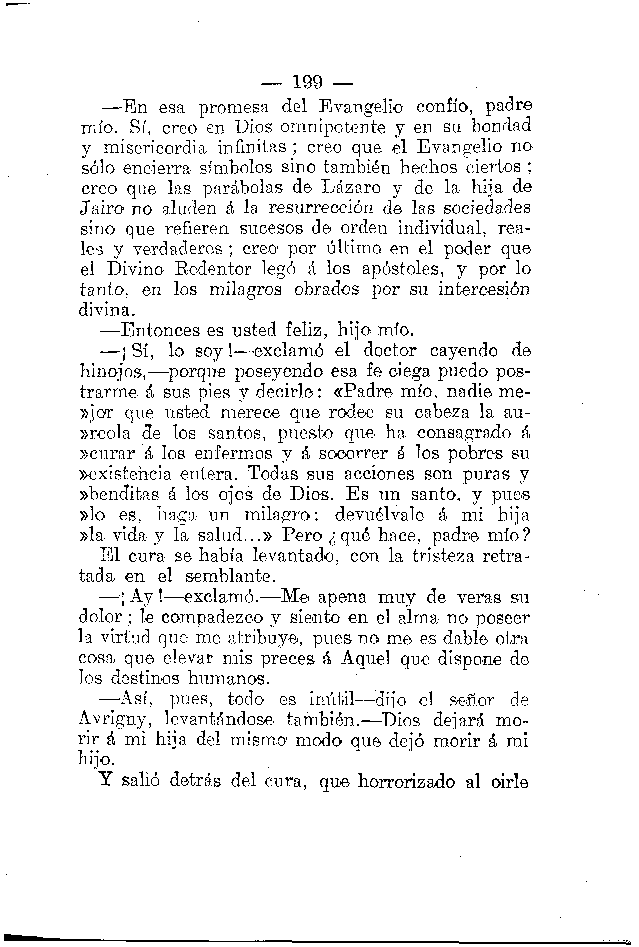 — 199 —
—En esa promesa del Evangelio confío, padre
mío. Sí, creo en Dios omnipotente y en su bondad
y misericordia infinitas ; creo que el Evangelio no
sólo encierra símbolos sino también hechos ciertos ;
creo que las parábolas de Lázaro y de la hija de
Jairo no aluden á la resurrección de las sociedades
sino que refieren sucesos de orden individual, rea-
les y verdaderos ; creo por último en el poder que
el Divino Redentor legó á los apóstoles, y por lo
tanto, en los milagros obrados por su intercesión
divina.
—Entonces es usted feliz, hijo mío.
—¡ Sí, lo soy !—exclamó el doctor cayendo de
hinojos,—porque poseyendo esa fe ciega puedo pos-
trarme á sus pies y decirle : «Padre mío, nadie me-
»jor que usted merece que rodee su cabeza la au-
»reola de los santos, puesto que ha consagrado á
»curar á los enfermos y á socorrer á los pobres su
»existencia entera. Todas sus acciones son puras y
»benditas á los ojos de Dios. Es un santo, y pues
»lo es, haga un milagro : devuélvale á mi hija
»la vida y la salud...» Pero ¿ qué hace, padre mío ?
El cura se había levantado, con la tristeza retra-
tada en el semblante.
—¡ Ay !—exclamó.—Me apena muy de veras su
dolor ; le compadezco y siento en el alma no poseer
la virtud que me atribuye, pues no me es dable otra
cosa que elevar mis preces á Aquel que dispone de
los destinos humanos.
—Así, pues, todo es inútil—dijo el señor de
Avrigny, levantándose también.—Dios dejará mo-
rir á mi hija del mismo modo que dejó morir á mi
hijo.
Y salió detrás del cura, que horrorizado al oirle